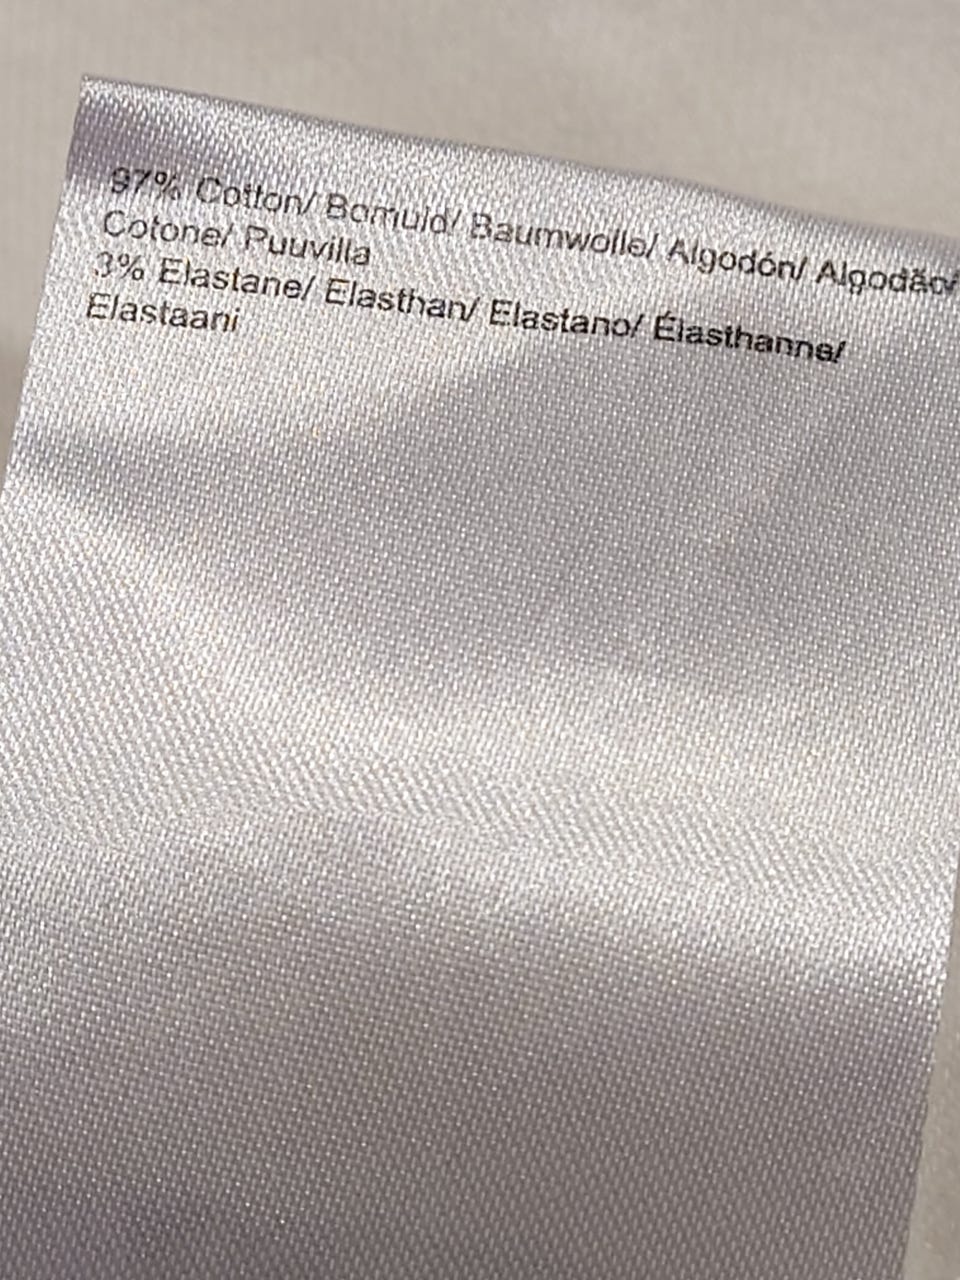 97% Cotton/ Bomuld/ Baumwolle/ Algodón/ Algodão/
Cotone/ Puuvilla
3% Elastane/ Elasthan/ Elastano/ Élasthanne/
Elastaani